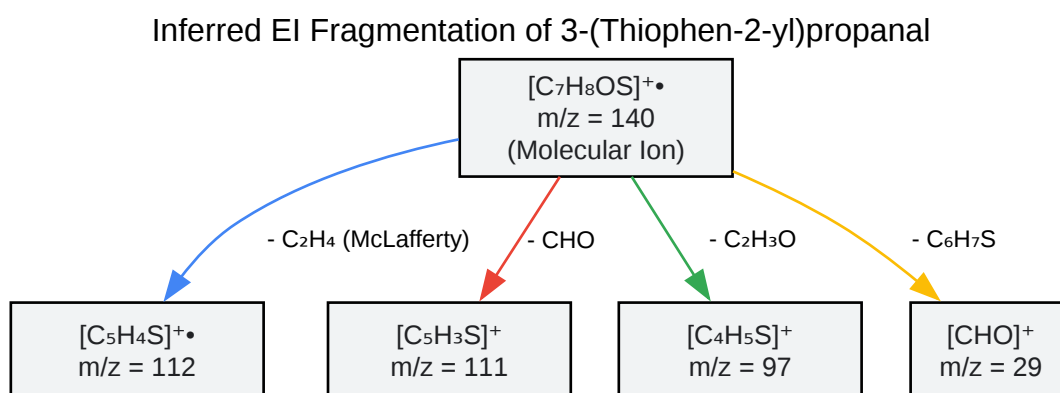 Inferred EI Fragmentation of 3-(Thiophen-2-yl)propanal
[C₇H₈OS]⁺•
m/z = 140
(Molecular Ion)
- C₂H₄ (McLafferty)
- CHO
- C₂H₃O
- C₆H₇S
[C₅H₄S]⁺•
m/z = 112
[C₅H₃S]⁺
m/z = 111
[C₄H₅S]⁺
m/z = 97
[CHO]⁺
m/z = 29